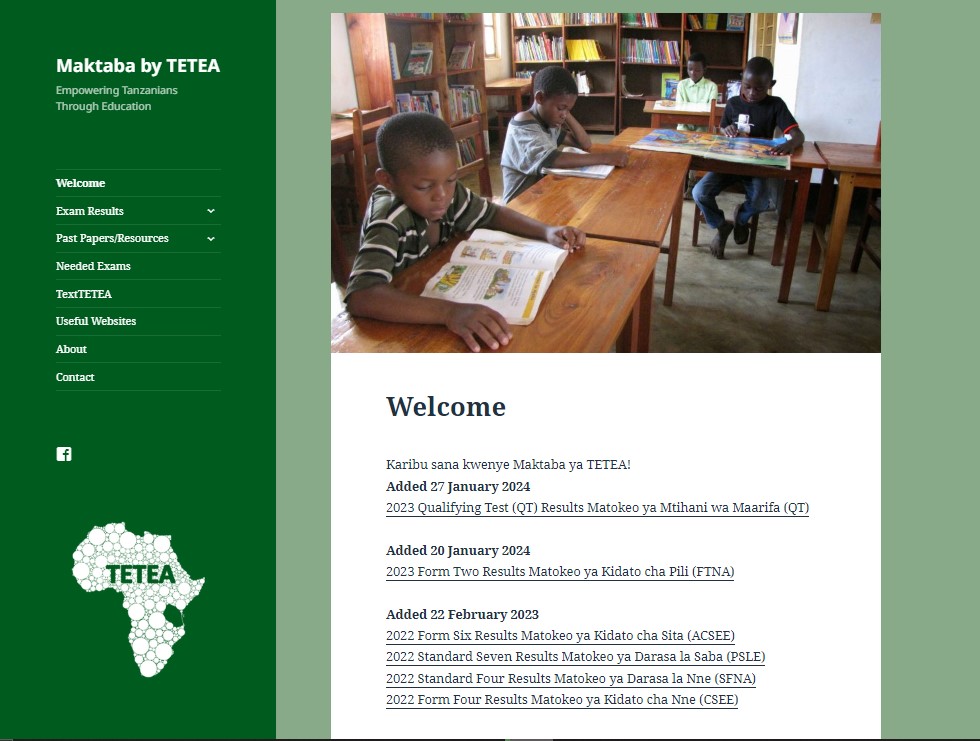 Maktaba by TETEA
Empowering Tanzanians
Through Education
Welcome
Exam Results
Past Papers/Resources
Needed Exams
TextTETEA
Useful Websites
About
Contact
TETEA
Welcome
Karibu sana kwenye Maktaba ya TETEA!
Added 27 January 2024
2023 Qualifying Test (QT) Results Matokeo ya Mtihani wa Maarifa (QT)
Added 20 January 2024
2023 Form Two Results Matokeo ya Kidato cha Pili (FTNA)
Added 22 February 2023
2022 Form Six Results Matokeo ya Kidato cha Sita (ACSEE)
2022 Standard Seven Results Matokeo ya Darasa la Saba (PSLE)
2022 Standard Four Results Matokeo ya Darasa la Nne (SFNA)
2022 Form Four Results Matokeo ya Kidato cha Nne (CSEE)